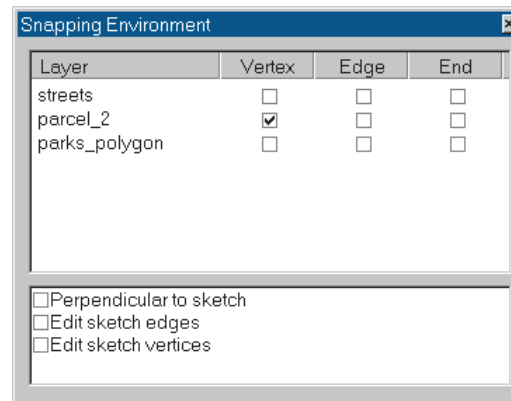 Snapping Environment
Layer Vertex Edge End
streets
parcel_2
parks_polygon
Perpendicular to sketch
Edit sketch edges
Edit sketch vertices